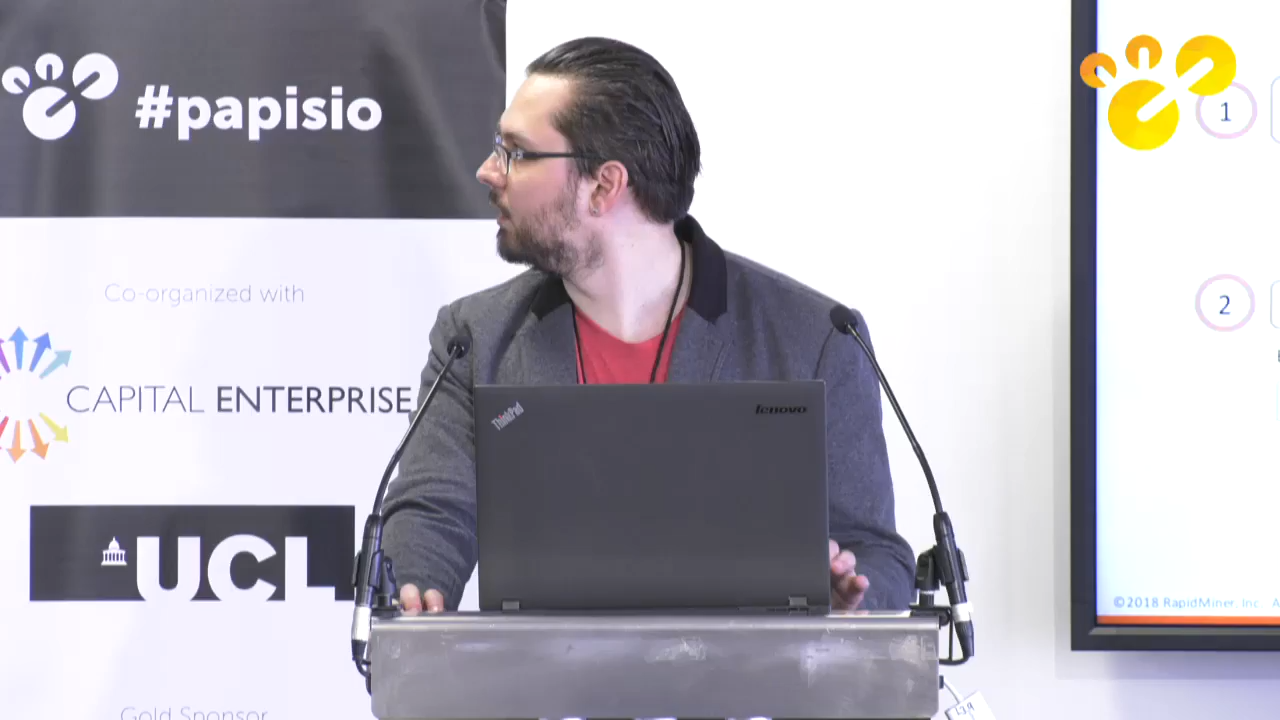 #papisio
Co-organized with
CAPITAL ENTERPRISE
UCL
Gold Sponsor
ThinkPad
lenovo
1
2
©2018 RapidMiner, Inc. A